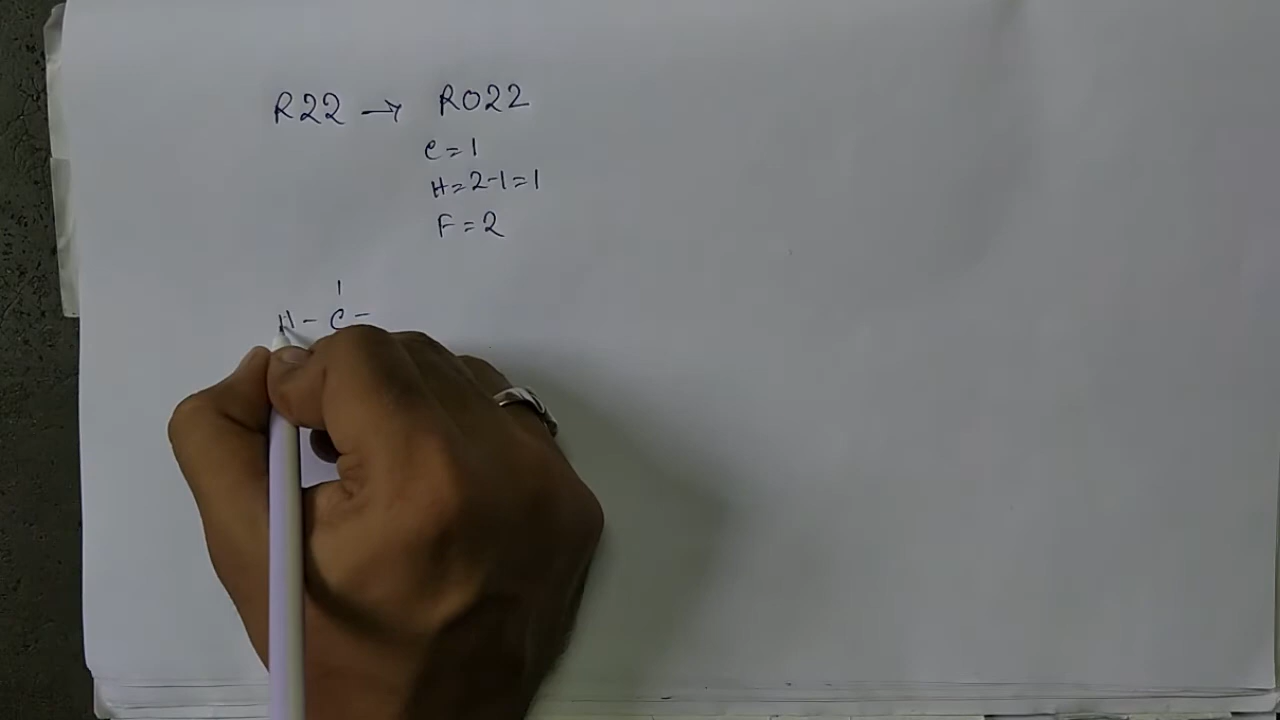 R22 → R022
C=1
H=2-1=1
F=2
H-C-